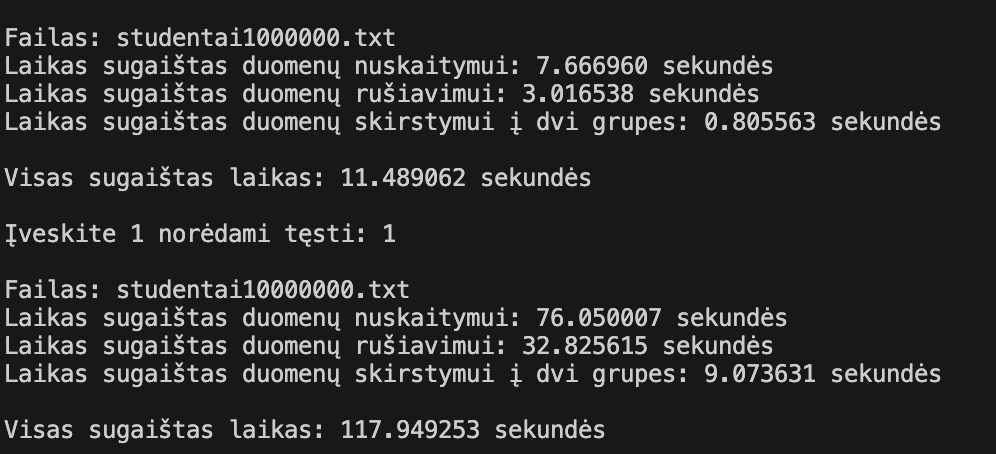 Failas: studentai1000000.txt
Laikas sugaištas duomenų nuskaitymui: 7.666960 sekundės
Laikas sugaištas duomenų rušiavimui: 3.016538 sekundės
Laikas sugaištas duomenų skirstymui į dvi grupes: 0.805563 sekundės
Visas sugaištas laikas: 11.489062 sekundės
Įveskite 1 norėdami tęsti: 1
Failas: studentai10000000.txt
Laikas sugaištas duomenų nuskaitymui: 76.050007 sekundės
Laikas sugaištas duomenų rušiavimui: 32.825615 sekundės
Laikas sugaištas duomenų skirstymui į dvi grupes: 9.073631 sekundės
Visas sugaištas laikas: 117.949253 sekundės